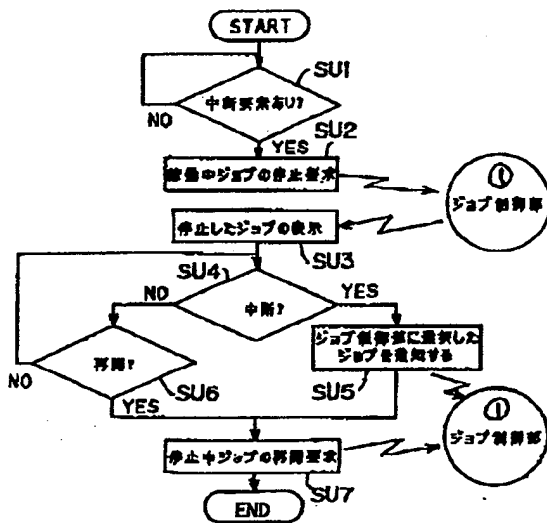 START
SU1
中断要求あり?
NO
YES
SU2
稼働中ジョブの停止要求
①
ジョブ制御部
停止したジョブの表示
SU3
SU4
NO
YES
中断?
ジョブ制御部に選択した
ジョブを通知する
SU5
再開?
NO
SU6
YES
①
ジョブ制御部
停止中ジョブの再開要求
SU7
END